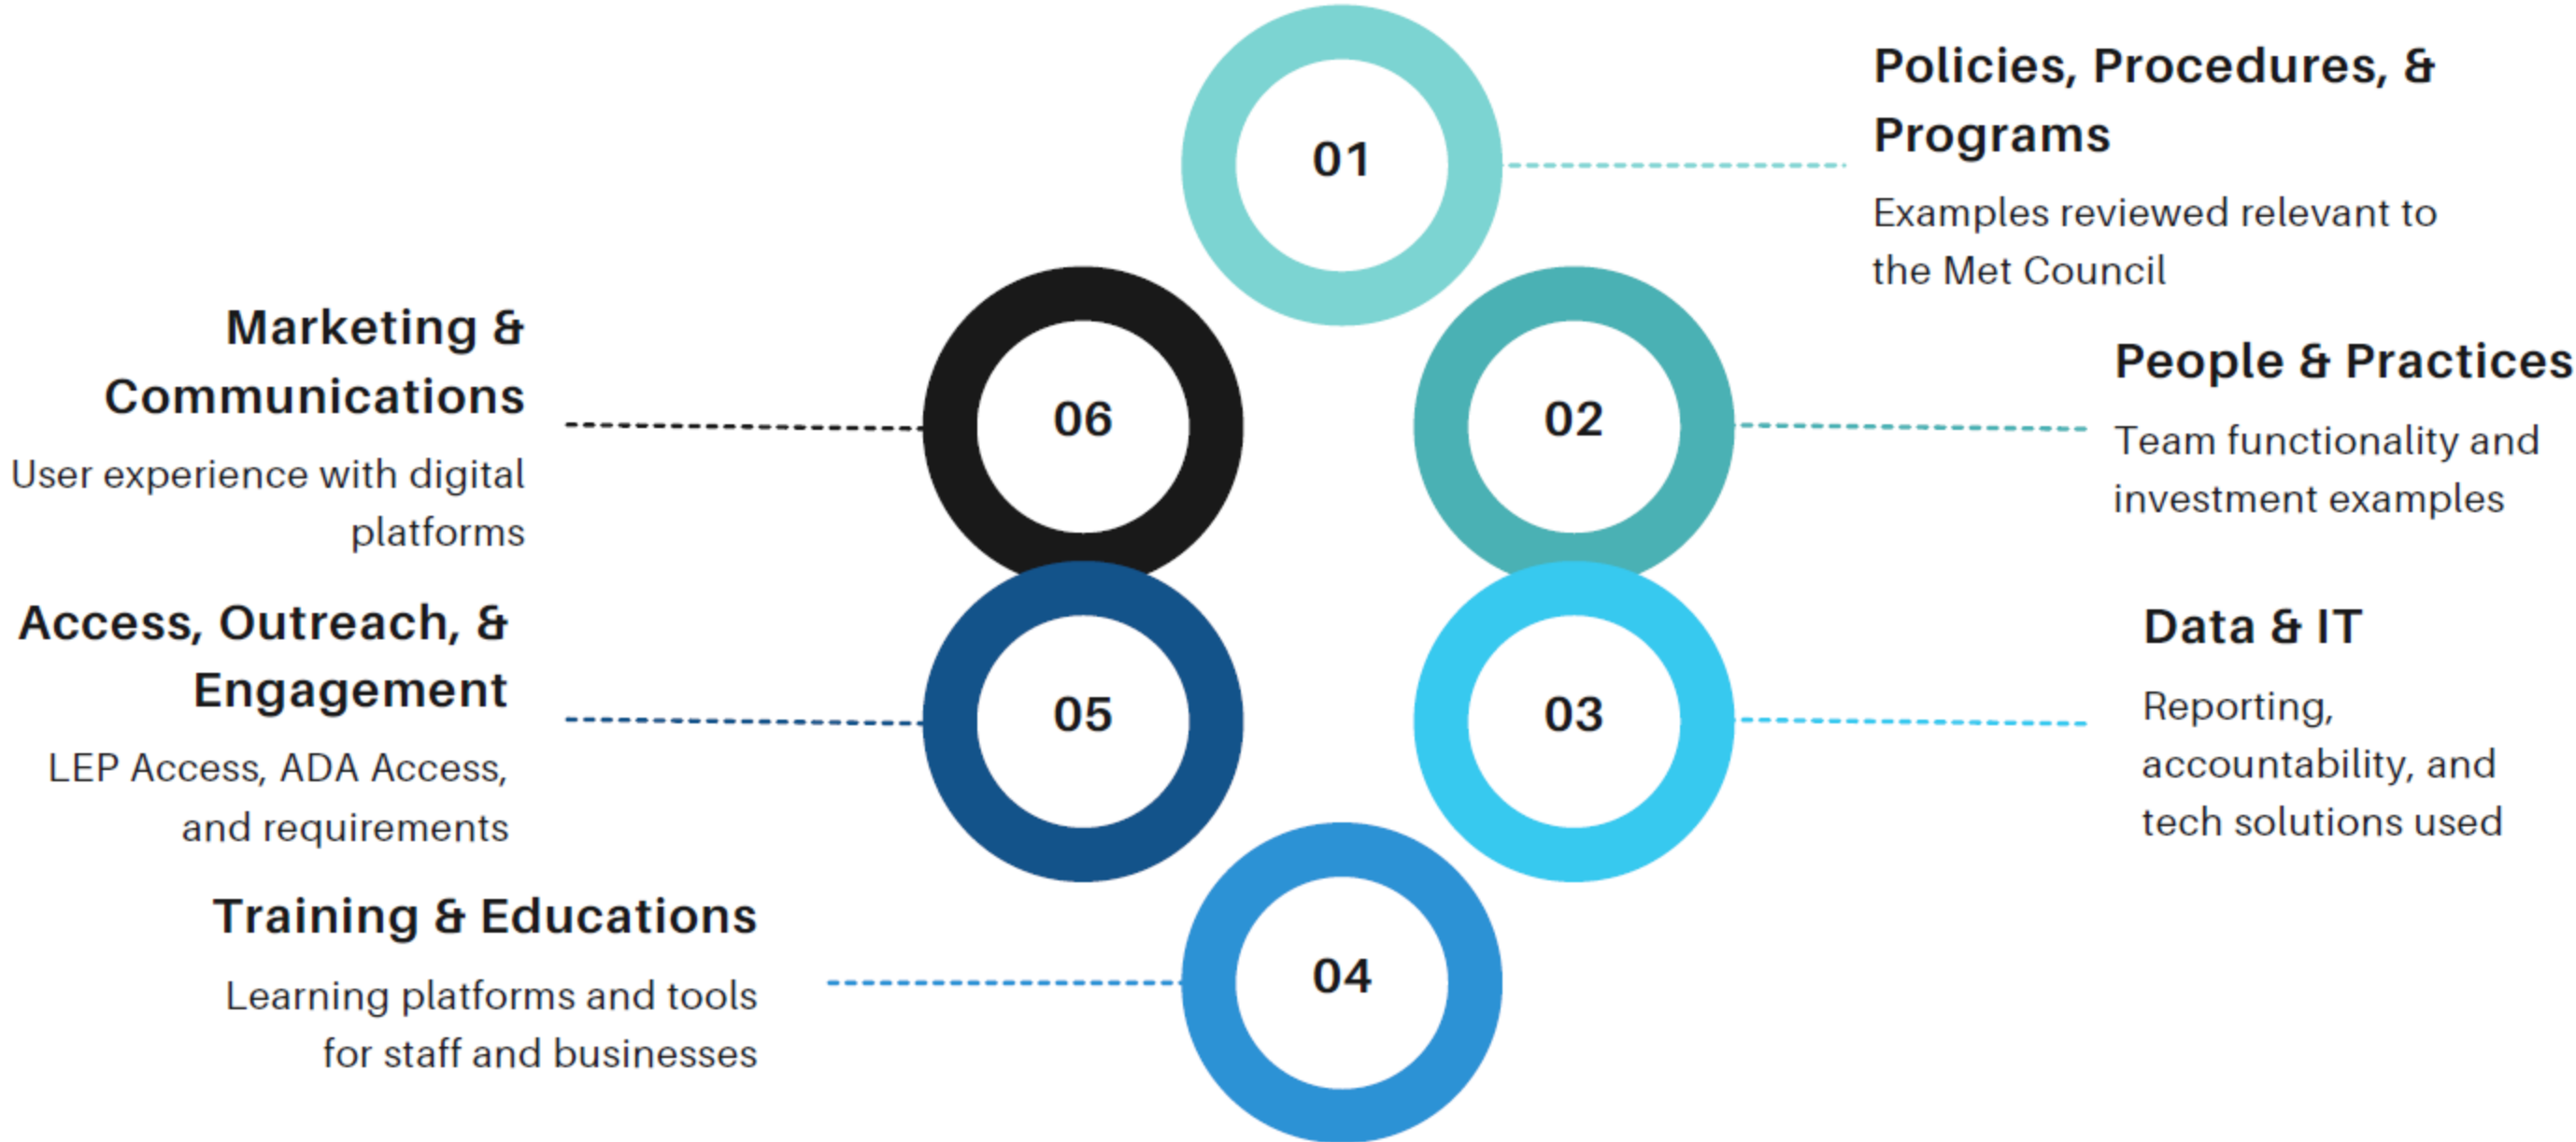 01
Policies, Procedures, &
Programs
Examples reviewed relevant to
the Met Council
02
People & Practices
Team functionality and
investment examples
03
Data & IT
Reporting,
accountability, and
tech solutions used
04
Training & Educations
Learning platforms and tools
for staff and businesses
05
Access, Outreach, &
Engagement
LEP Access, ADA Access,
and requirements
06
Marketing &
Communications
User experience with digital
platforms